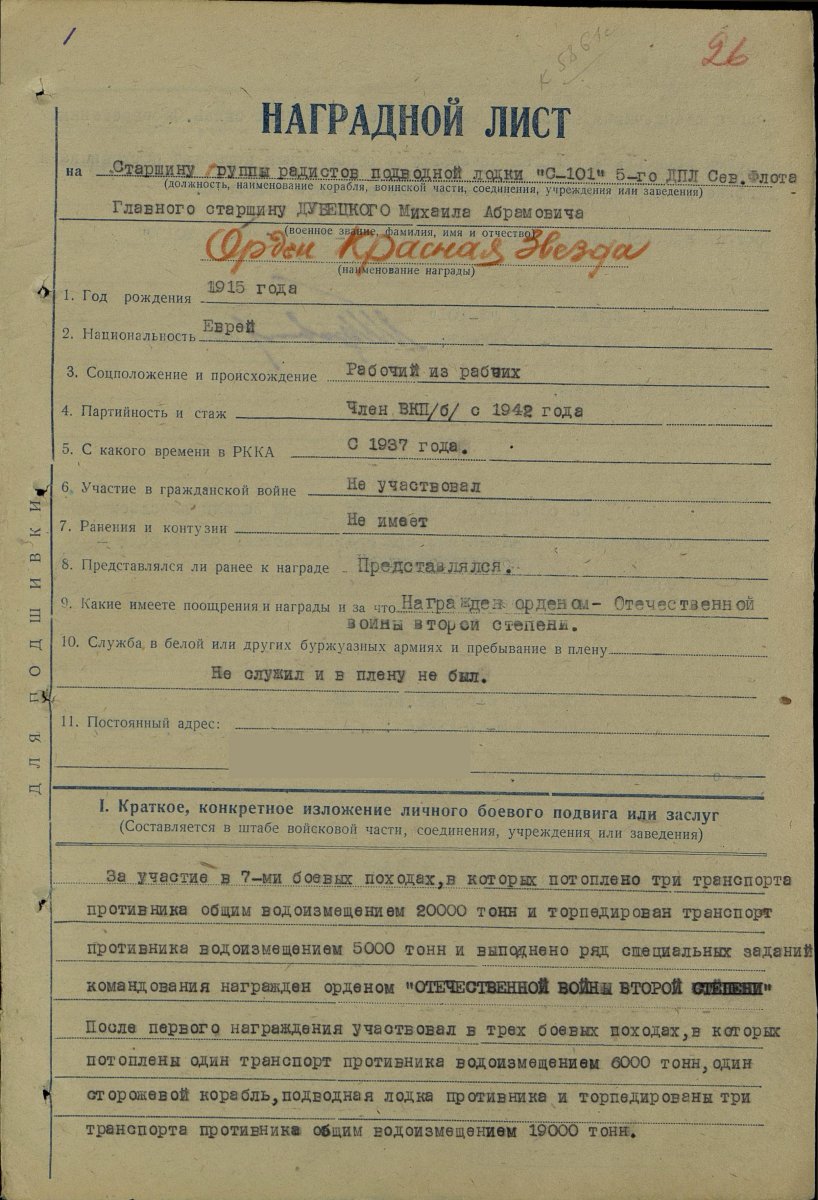 1
К 5861с
26
НАГРАДНОЙ ЛИСТ
на Старшину группы радистов подводной лодки "С-101" 5-го ДПЛ Сев.Флота
(должность, наименование корабля, воинской части, соединения, учреждения или заведения)
Главного старшину ДУБЕЦКОГО Михаила Абрамовича
(военное звание, фамилия, имя и отчество)
Орден Красная Звезда
(наименование награды)
1. Год рождения 1915 года
2. Национальность Еврей
3. Соцположение и происхождение Рабочий из рабчих
4. Партийность и стаж Член ВКП/б/ с 1942 года
5. С какого времени в РККА С 1937 года.
6. Участие в гражданской войне Не участвовал
7. Ранения и контузии Не имеет
8. Представлялся ли ранее к награде Представлялся.
9. Какие имеете поощрения и награды и за что Награжден орденом- Отечественной
войны второй степени.
10. Служба в белой или других буржуазных армиях и пребывание в плену
Не служил и в плену не был.
11. Постоянный адрес:
ДЛЯ ПОДШИВКИ
I. Краткое, конкретное изложение личного боевого подвига или заслуг
(Составляется в штабе войсковой части, соединения, учреждения или заведения)
За участие в 7-ми боевых походах,в которых потоплено три транспорта
противника общим водоизмещением 20000 тонн и торпедирован транспорт
противника водоизмещением 5000 тонн и выполнено ряд специальных заданий
командования награжден орденом "ОТЕЧЕСТВЕННОЙ ВОЙНЫ ВТОРОЙ СТЕПЕНИ"
После первого награждения участвовал в трех боевых походах,в которых
потоплены один транспорт противника водоизмещением 6000 тонн,один
сторожевой корабль,подводная лодка противника и торпедированы три
транспорта противника общим водоизмещением 19000 тонн.